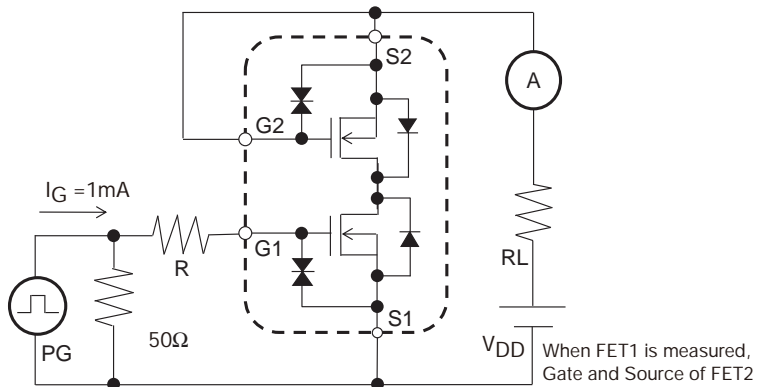 S2
A
G2
I_G =1mA
G1
R
RL
50Ω
S1
PG
V_DD
When FET1 is measured,
Gate and Source of FET2